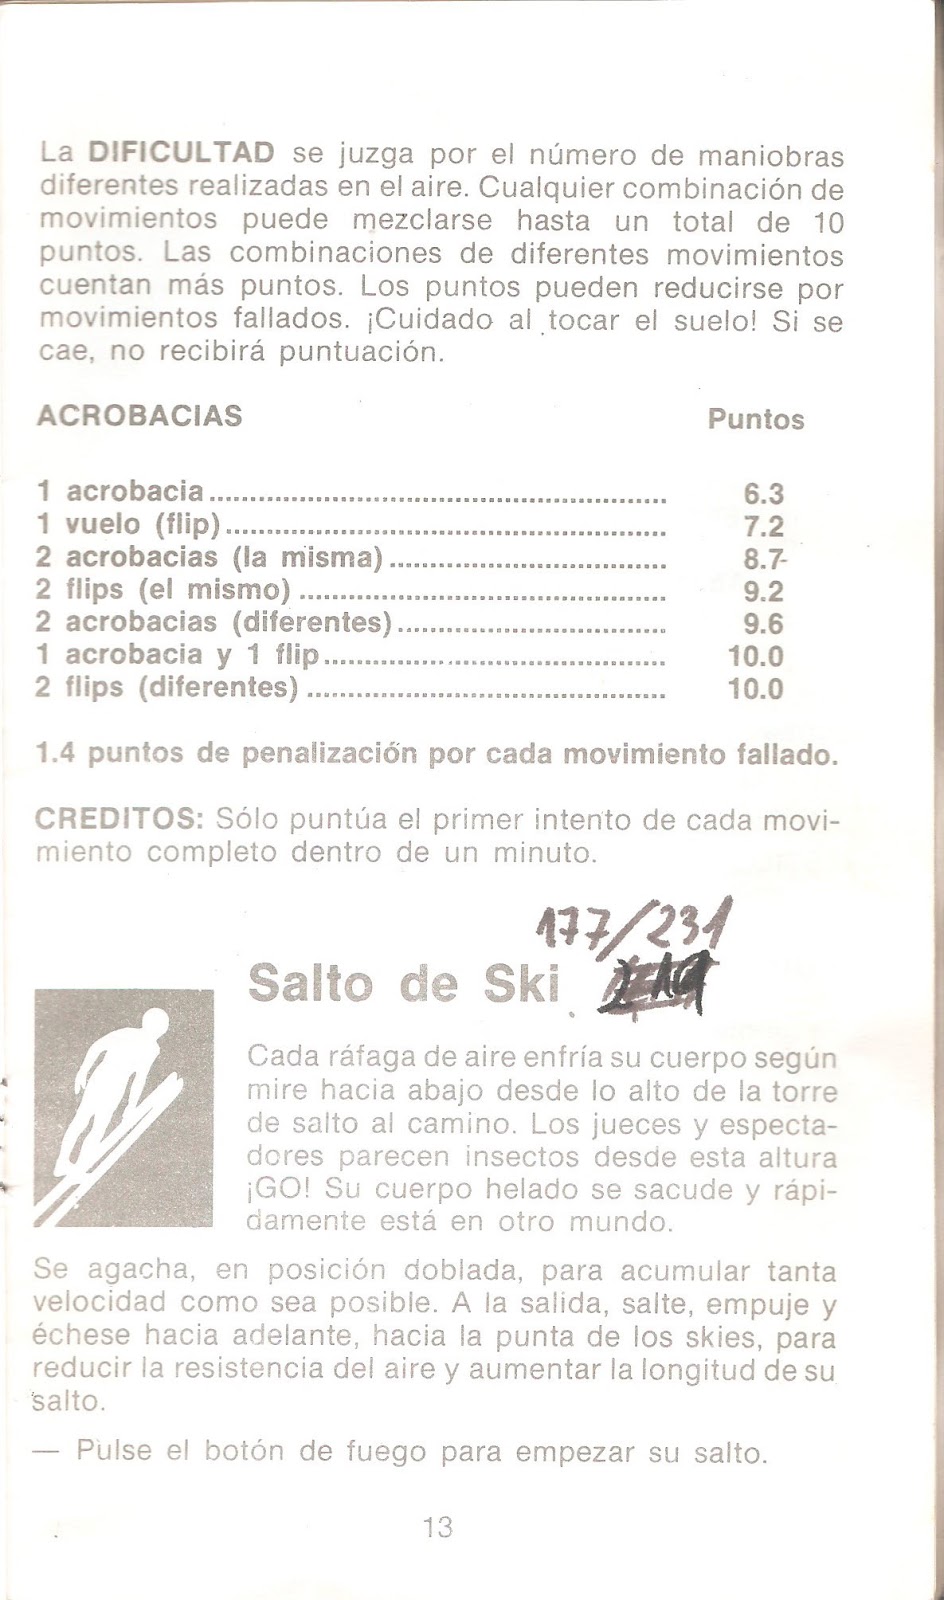 La DIFICULTAD se juzga por el número de maniobras
diferentes realizadas en el aire. Cualquier combinación de
movimientos puede mezclarse hasta un total de 10
puntos. Las combinaciones de diferentes movimientos
cuentan más puntos. Los puntos pueden reducirse por
movimientos fallados. ¡Cuidado al tocar el suelo! Si se
cae, no recibirá puntuación.
ACROBACIAS Puntos
1 acrobacia 6.3
1 vuelo (flip) 7.2
2 acrobacias (la misma) 8.7
2 flips (el mismo) 9.2
2 acrobacias (diferentes) 9.6
1 acrobacia y 1 flip 10.0
2 flips (diferentes) 10.0
1.4 puntos de penalización por cada movimiento fallado.
CREDITOS: Sólo puntúa el primer intento de cada movi-
miento completo dentro de un minuto.
177/231
Salto de Ski
Cada ráfaga de aire enfría su cuerpo según
mire hacia abajo desde lo alto de la torre
de salto al camino. Los jueces y especta-
dores parecen insectos desde esta altura
¡GO! Su cuerpo helado se sacude y rápi-
damente está en otro mundo.
Se agacha, en posición doblada, para acumular tanta
velocidad como sea posible. A la salida, salte, empuje y
échese hacia adelante, hacia la punta de los skies, para
reducir la resistencia del aire y aumentar la longitud de su
salto.
— Pulse el botón de fuego para empezar su salto.
13